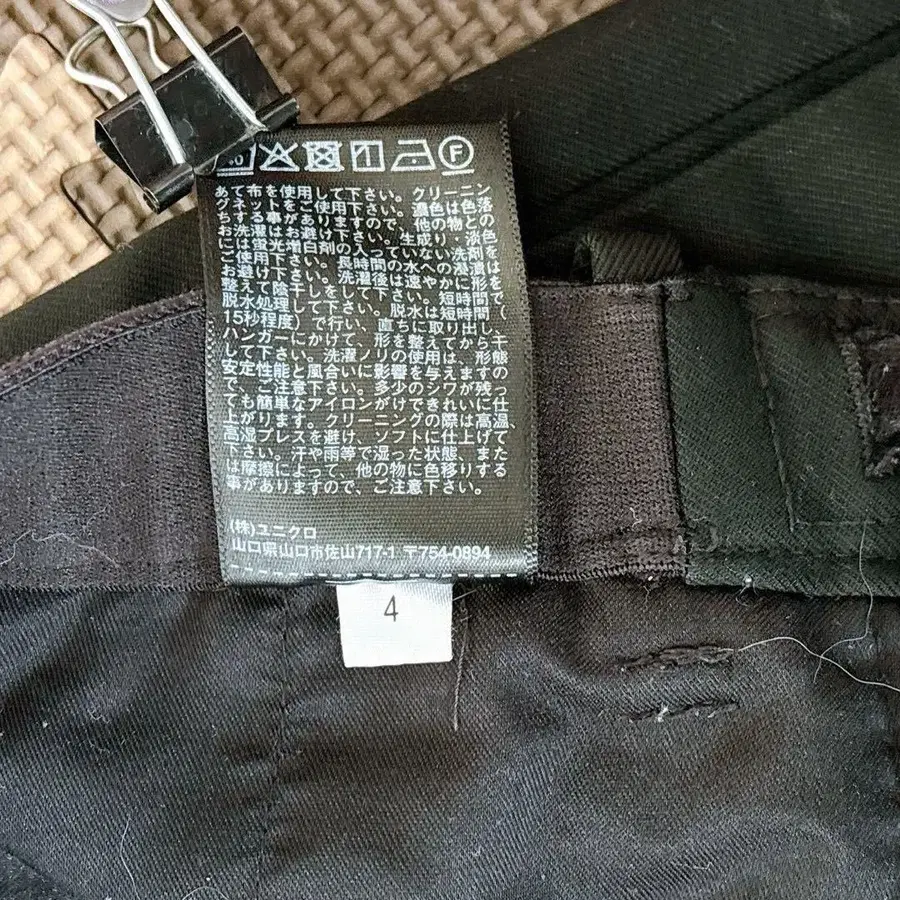 40 F
あて布を使用して下さい。クリーニン
グネットをご使用下さい。濃色は色落
ちする事がありますので、他の物との
お洗濯はお避け下さい。生成り・淡色
には蛍光増白剤の入っていない洗剤を
ご使用下さい。長時間の水への浸漬は
お避け下さい。洗濯後は速やかに形を
整えて陰干しをして下さい。短時間で
脱水処理して下さい。脱水は短時間(
15秒程度)で行い、直ちに取り出し、
ハンガーにかけて、形を整えてから干
して下さい。洗濯ノリの使用は、形態
安定性能と風合いに影響を与えますの
で、ご注意下さい。多少のシワが残っ
ても簡単なアイロンがけできれいに仕
上がります。クリーニングの際は高温、
高湿プレスを避け、ソフトに仕上げて
下さい。汗や雨等で湿った状態、また
は摩擦によって、他の物に色移りする
事がありますので、ご注意下さい。
(株)ユニクロ
山口県山口市佐山717-1 〒754-0894
4